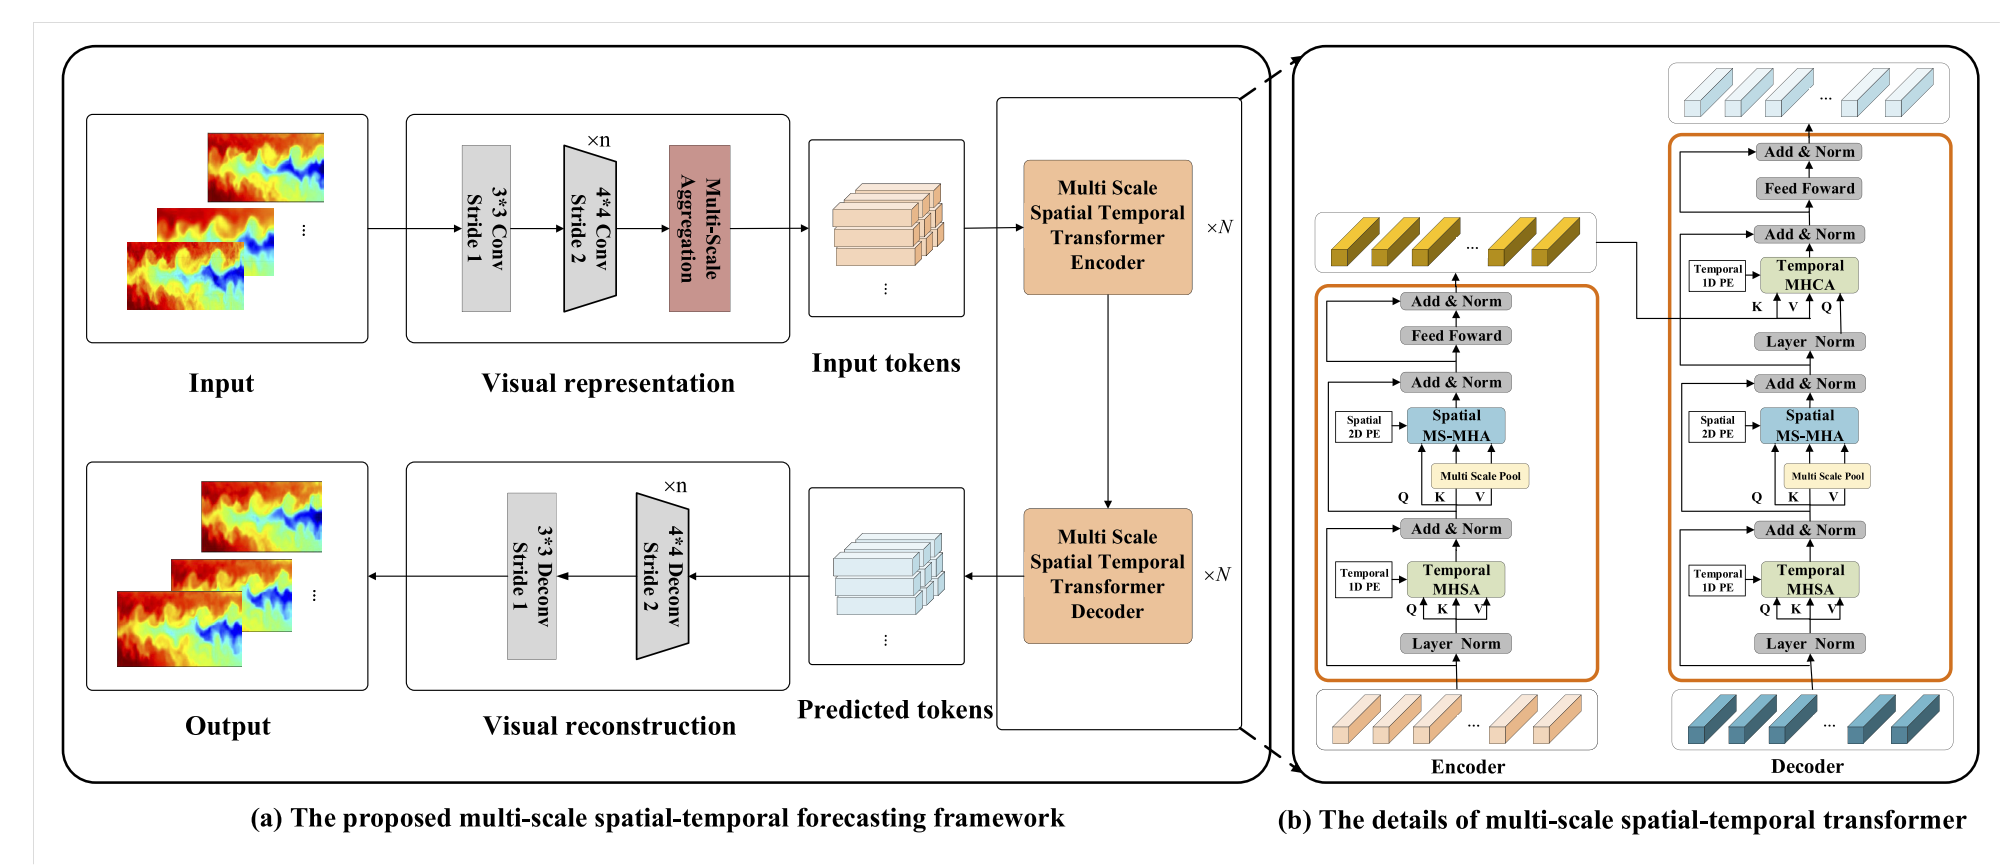 Input
3*3 Conv
Stride 1
×n
4*4 Conv
Stride 2
Multi-Scale
Aggregation
Visual representation
...
Input tokens
Multi Scale
Spatial Temporal
Transformer
Encoder
×N
Output
3*3 Deconv
Stride 1
×n
4*4 Deconv
Stride 2
Visual reconstruction
...
Predicted tokens
Multi Scale
Spatial Temporal
Transformer
Decoder
×N
(a) The proposed multi-scale spatial-temporal forecasting framework
...
Add & Norm
Feed Foward
Add & Norm
Spatial
2D PE
Spatial
MS-MHA
Multi Scale Pool
Q K V
Add & Norm
Temporal
1D PE
Temporal
MHSA
Q K V
Layer Norm
...
Encoder
...
Add & Norm
Feed Foward
Add & Norm
Temporal
1D PE
Temporal
MHCA
K V Q
Layer Norm
Add & Norm
Spatial
2D PE
Spatial
MS-MHA
Multi Scale Pool
Q K V
Add & Norm
Temporal
1D PE
Temporal
MHSA
Q K V
Layer Norm
...
Decoder
(b) The details of multi-scale spatial-temporal transformer